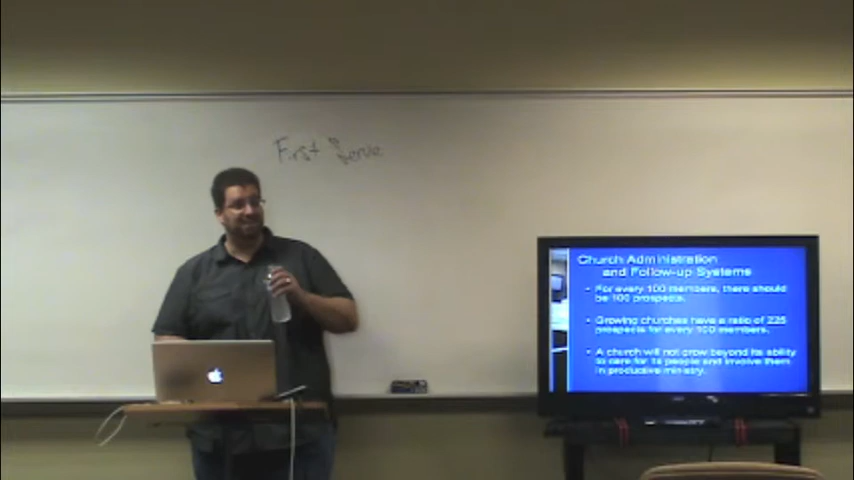 First to Serve
Church Administration
and Follow-up Systems
• For every 100 members, there should
be 100 prospects.
• Growing churches have a ratio of 225
prospects for every 100 members.
• A church will not grow beyond its ability
to care for its people and involve them
in productive ministry.